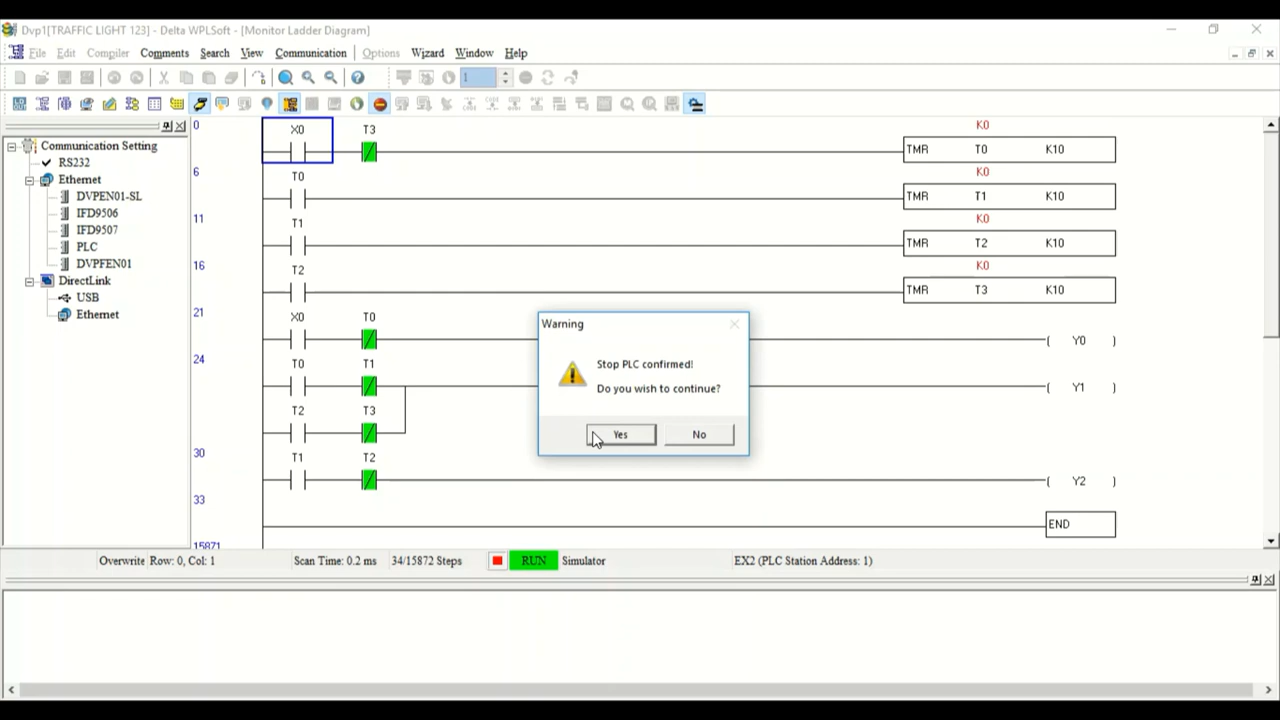 Dvp1[TRAFFIC LIGHT 123] - Delta WPLSoft - [Monitor Ladder Diagram]
File Edit Compiler Comments Search View Communication Options Wizard Window Help
1
Communication Setting
RS232
Ethernet
DVPEN01-SL
IFD9506
IFD9507
PLC
DVPFEN01
DirectLink
USB
Ethernet
0 X0 T3 K0
TMR T0 K10
6 T0 K0
TMR T1 K10
11 T1 K0
TMR T2 K10
16 T2 K0
TMR T3 K10
21 X0 T0
Y0
24 T0 T1
Y1
T2 T3
30 T1 T2
Y2
33
END
15871
Warning
Stop PLC confirmed!
Do you wish to continue?
Yes No
Overwrite Row: 0, Col: 1 Scan Time: 0.2 ms 34/15872 Steps RUN Simulator EX2 (PLC Station Address: 1)